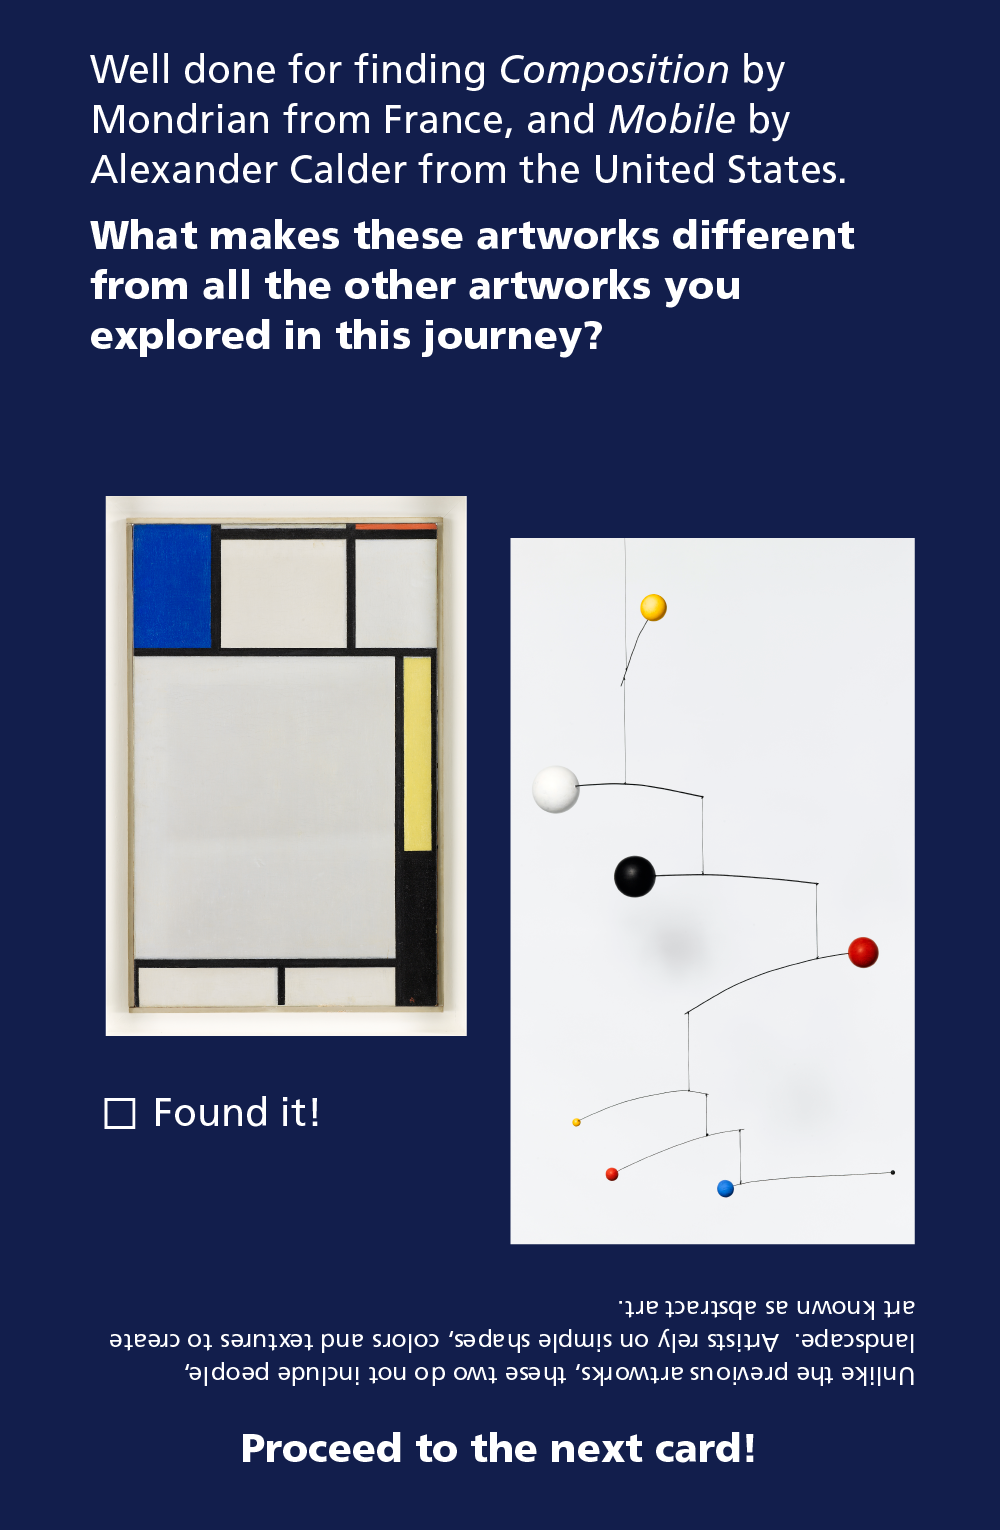 Well done for finding Composition by
Mondrian from France, and Mobile by
Alexander Calder from the United States.
What makes these artworks different
from all the other artworks you
explored in this journey?
Found it!
Unlike the previous artworks, these two do not include people,
landscape.  Artists rely on simple shapes, colors and textures to create
art known as abstract art.
Proceed to the next card!